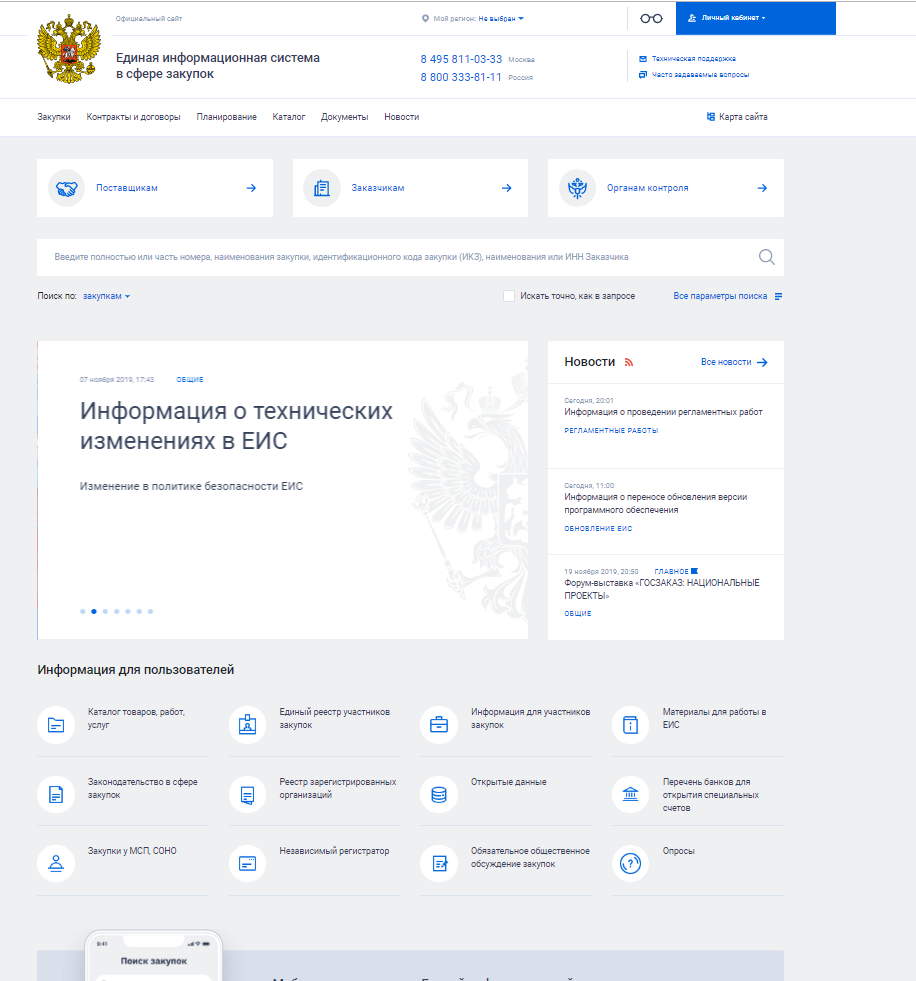 Официальный сайт
Мой регион: Не выбран
Личный кабинет
Единая информационная система
в сфере закупок
8 495 811-03-33 Москва
8 800 333-81-11 Россия
Техническая поддержка
Часто задаваемые вопросы
Закупки Контракты и договоры Планирование Каталог Документы Новости Карта сайта
Поставщикам
Заказчикам
Органам контроля
Введите полностью или часть номера, наименования закупки, идентификационного кода закупки (ИКЗ), наименования или ИНН Заказчика
Поиск по: закупкам
Искать точно, как в запросе
Все параметры поиска
07 ноября 2019, 17:43 ОБЩИЕ
Информация о технических
изменениях в ЕИС
Изменение в политике безопасности ЕИС
Новости
Все новости
Сегодня, 20:01
Информация о проведении регламентных работ
РЕГЛАМЕНТНЫЕ РАБОТЫ
Сегодня, 11:00
Информация о переносе обновления версии
программного обеспечения
ОБНОВЛЕНИЕ ЕИС
19 ноября 2019, 20:50 ГЛАВНОЕ
Форум-выставка «ГОСЗАКАЗ: НАЦИОНАЛЬНЫЕ
ПРОЕКТЫ»
ОБЩИЕ
Информация для пользователей
Каталог товаров, работ,
услуг
Единый реестр участников
закупок
Информация для участников
закупок
Материалы для работы в
ЕИС
Законодательство в сфере
закупок
Реестр зарегистрированных
организаций
Открытые данные
Перечень банков для
открытия специальных
счетов
Закупки у МСП, СОНО
Независимый регистратор
Обязательное общественное
обсуждение закупок
Опросы
9:41
Поиск закупок